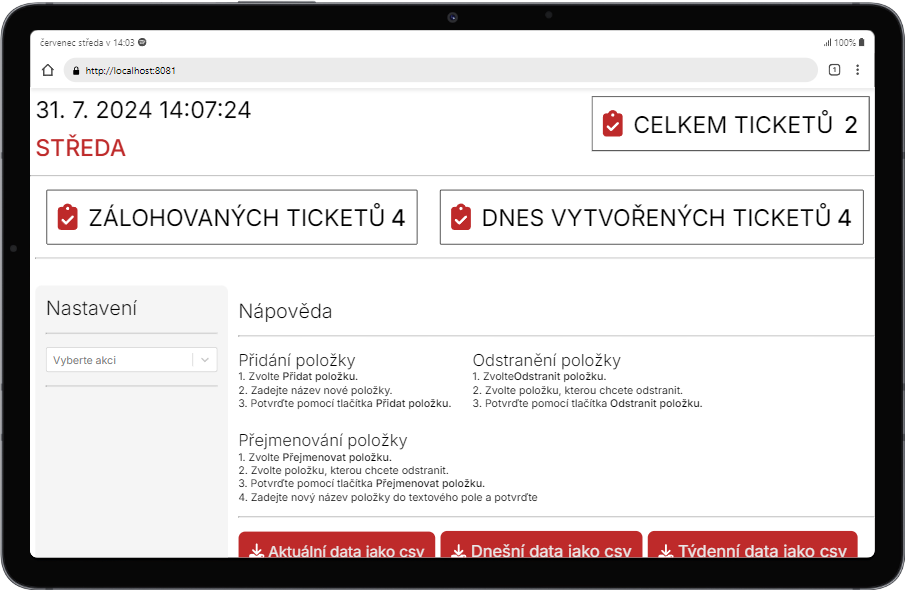 červenec středa v 14:03
100%
http://localhost:8081
1
31. 7. 2024 14:07:24
STŘEDA
CELKEM TICKETŮ 2
ZÁLOHOVANÝCH TICKETŮ 4
DNES VYTVOŘENÝCH TICKETŮ 4
Nastavení
Vyberte akci
Nápověda
Přidání položky
1. Zvolte Přidat položku.
2. Zadejte název nové položky.
3. Potvrďte pomocí tlačítka Přidat položku.
Odstranění položky
1. ZvolteOdstranit položku.
2. Zvolte položku, kterou chcete odstranit.
3. Potvrďte pomocí tlačítka Odstranit položku.
Přejmenování položky
1. Zvolte Přejmenovat položku.
2. Zvolte položku, kterou chcete odstranit.
3. Potvrďte pomocí tlačítka Přejmenovat položku.
4. Zadejte nový název položky do textového pole a potvrďte
Aktuální data jako csv
Dnešní data jako csv
Týdenní data jako csv